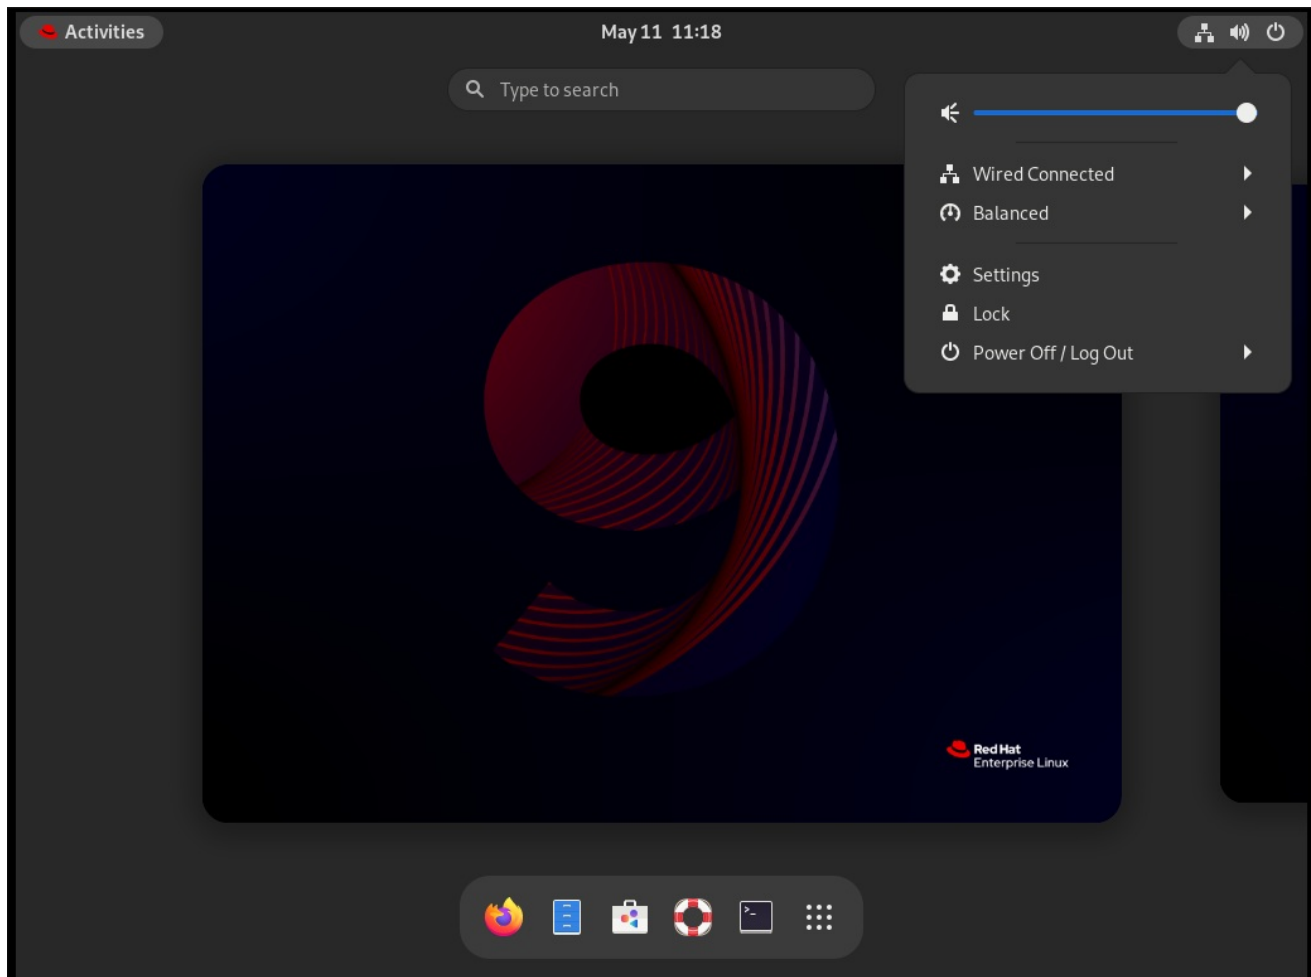 Activities
May 11 11:18
Type to search
Wired Connected
Balanced
Settings
Lock
Power Off / Log Out
9
Red Hat
Enterprise Linux
>_